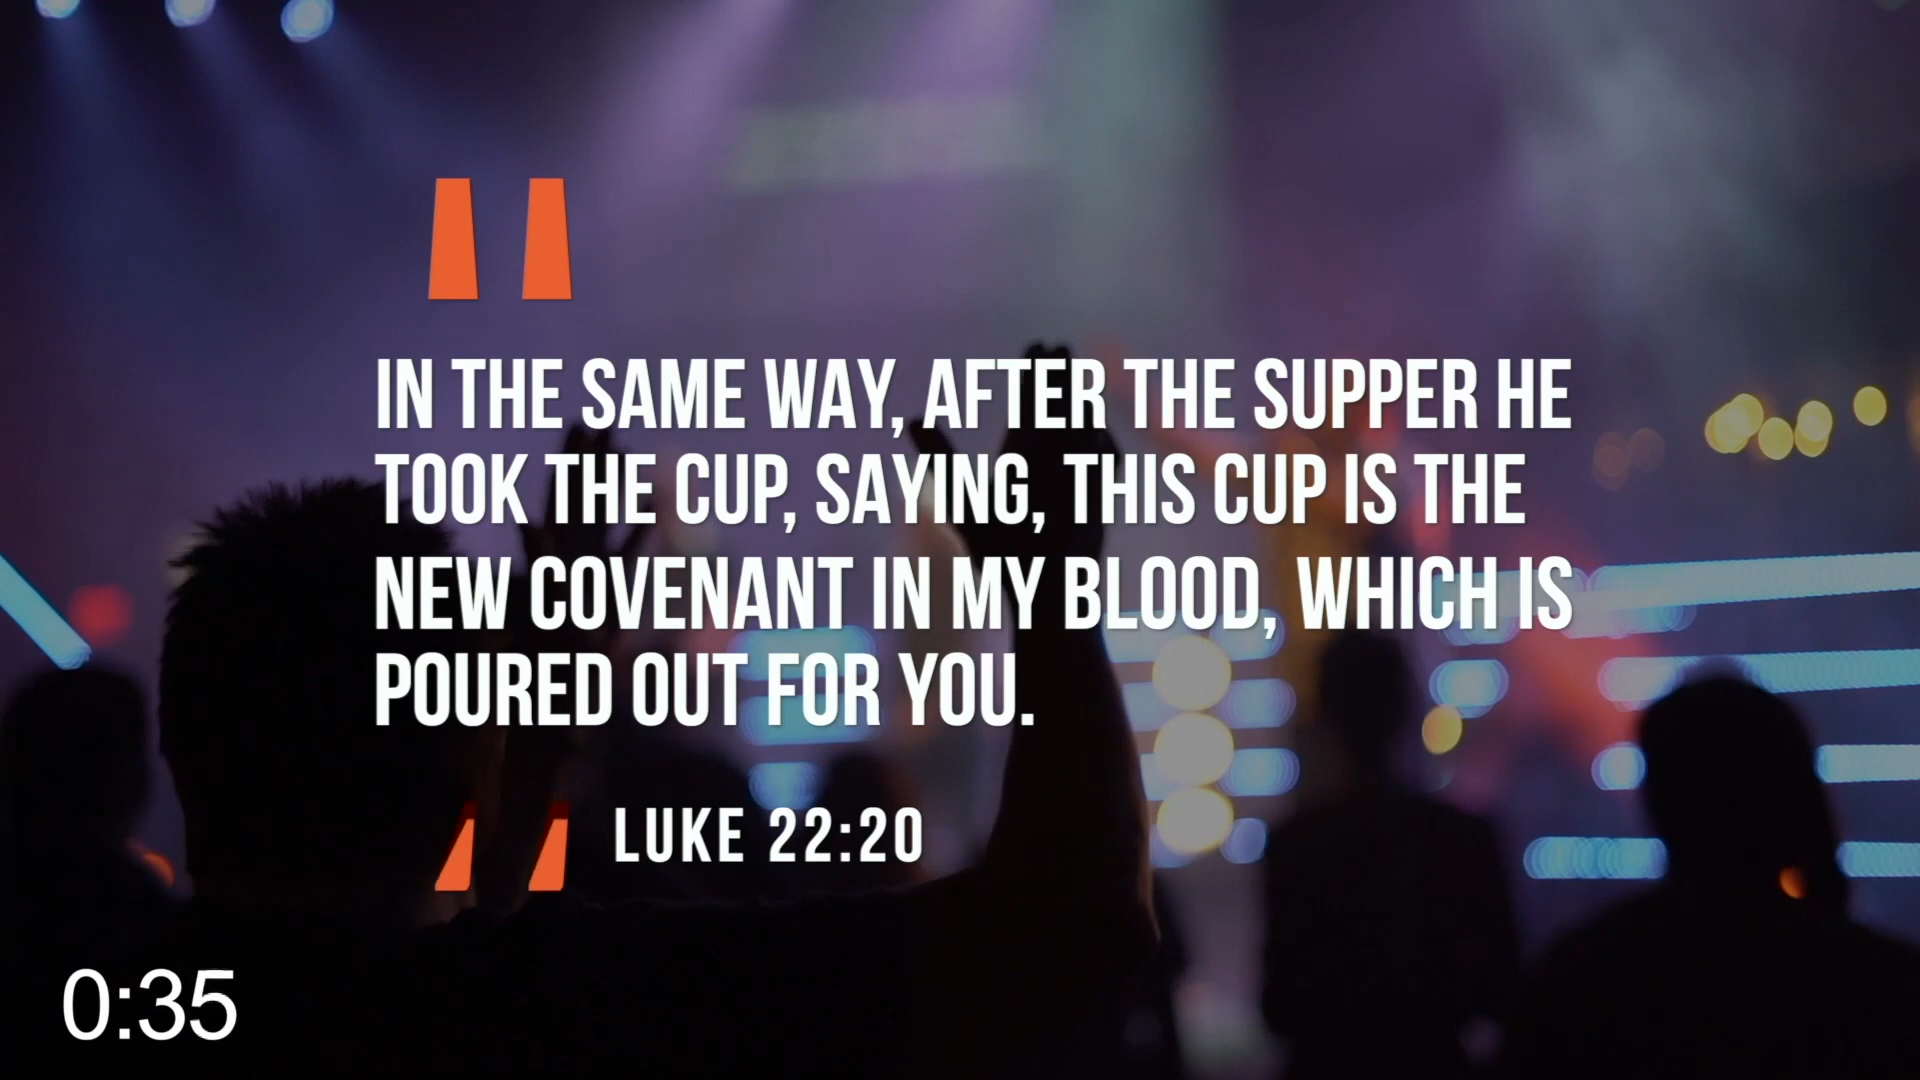 "
IN THE SAME WAY, AFTER THE SUPPER HE
TOOK THE CUP, SAYING, THIS CUP IS THE
NEW COVENANT IN MY BLOOD, WHICH IS
POURED OUT FOR YOU.
" LUKE 22:20
0:35